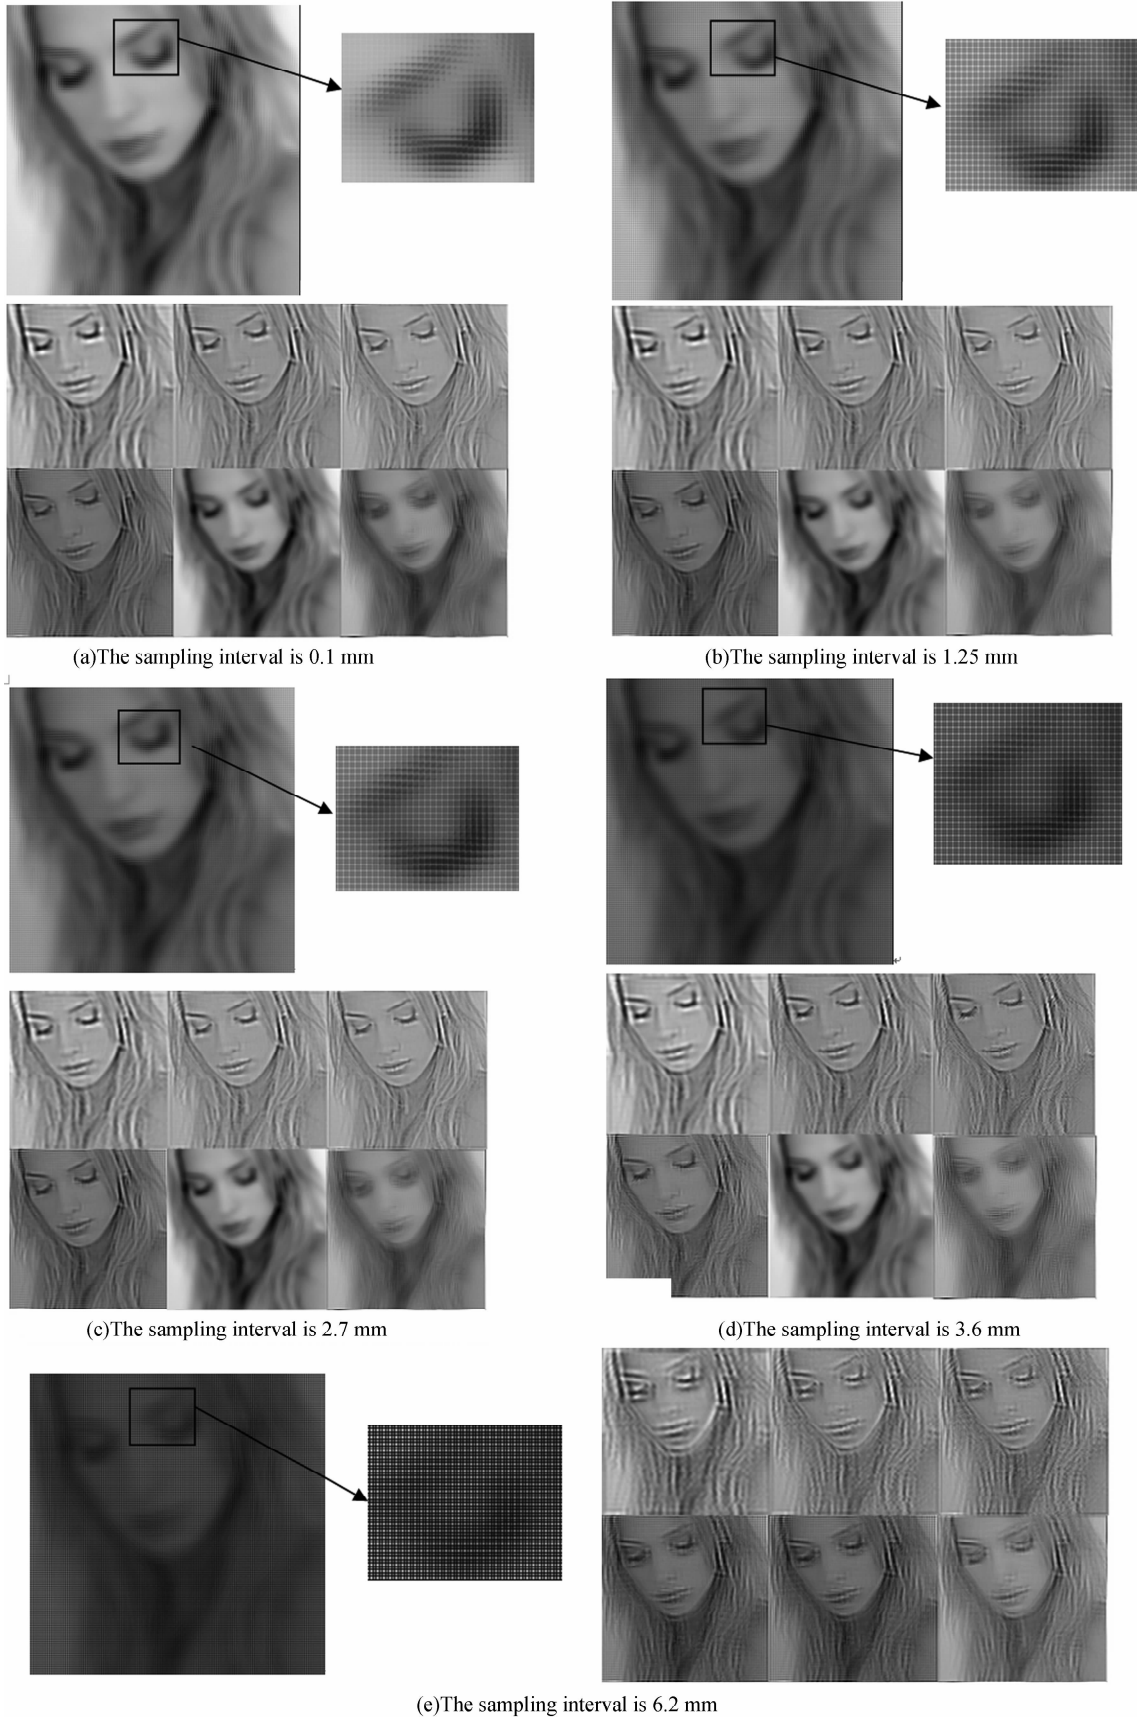 (a)The sampling interval is 0.1 mm
(b)The sampling interval is 1.25 mm
(c)The sampling interval is 2.7 mm
(d)The sampling interval is 3.6 mm
(e)The sampling interval is 6.2 mm